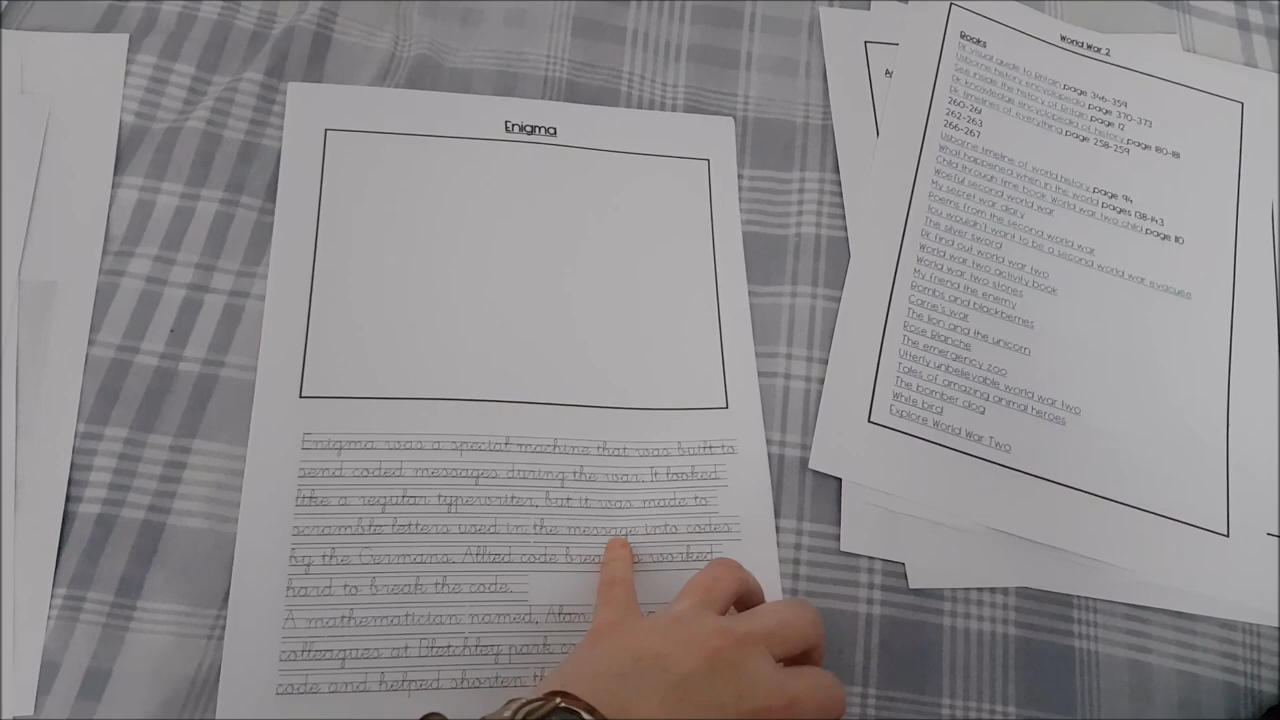 Enigma
Enigma was a special machine that was built to
send coded messages during the war. It looked
like a regular typewriter, but it was made to
scramble letters used in the message into codes
by the Germans. Allied code worked
hard to break the code.
A mathematician named, Alan
colleagues at Bletchley park
code and helped shorten
World War 2
Books
Dk visual guide to Britain page 346-359
Usborne history encyclopedia page 370-373
See inside the history of Britain page 12
Dk knowledge encyclopedia of history page 180-181
Dk timelines of everything page 258-259
260-261
262-263
266-267
Usborne timeline of world history page 94
What happened when in the world pages 138-143
Child through time book World war two child page 110
Woeful second world war
My secret war diary
Poems from the second world war
You wouldn't want to be a second world war evacuee
The silver sword
Dk find out world war two
World war two activity book
World war two stories
My friend the enemy
Bombs and blackberries
Carrie's war
The lion and the unicorn
Rose Blanche
The emergency zoo
Utterly unbelievable world war two
Tales of amazing animal heroes
The bomber dog
White bird
Explore World War Two